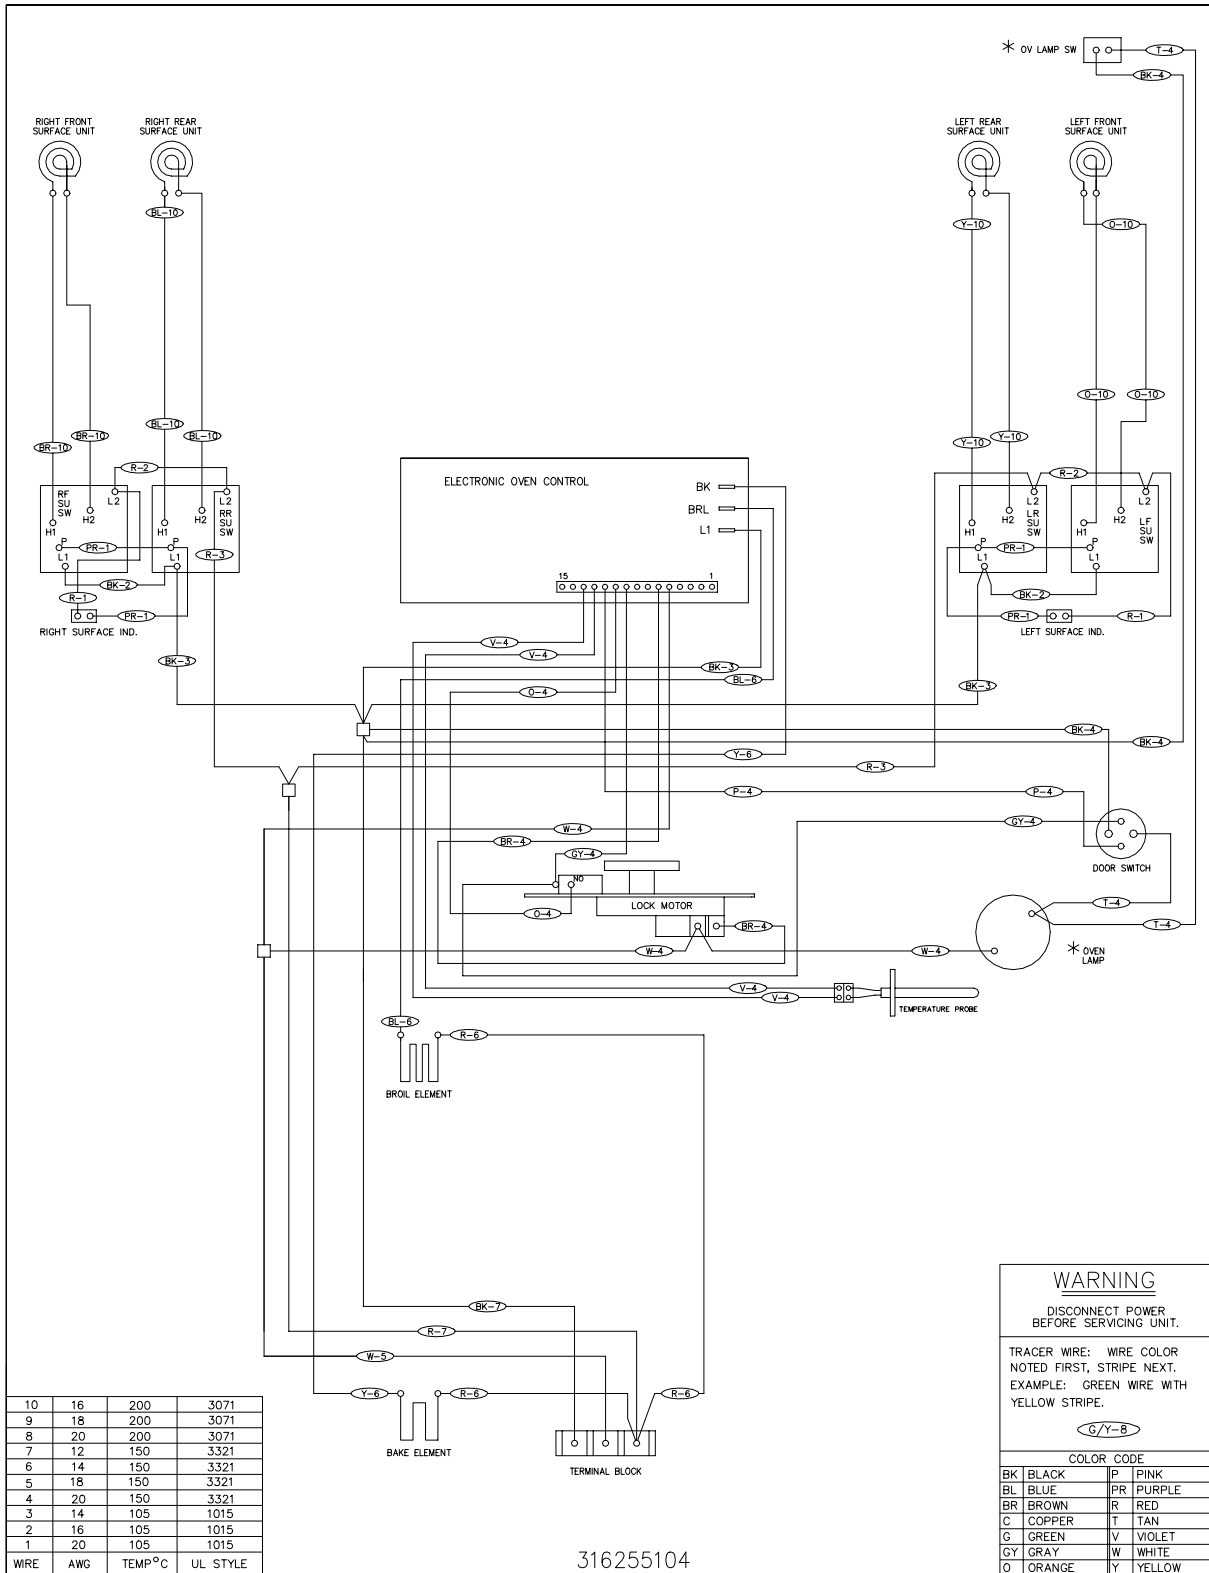 * OV LAMP SW
T-4
BK-4
RIGHT FRONT
SURFACE UNIT
RIGHT REAR
SURFACE UNIT
LEFT REAR
SURFACE UNIT
LEFT FRONT
SURFACE UNIT
BL-10
Y-10
O-10
BR-10
BR-10
BL-10
BL-10
Y-10
Y-10
O-10
O-10
R-2
R-2
RF
SU
SW
H1
H2
L2
P
L1
RR
SU
SW
H1
H2
L2
P
L1
PR-1
R-3
BK-2
R-1
PR-1
RIGHT SURFACE IND.
BK-3
ELECTRONIC OVEN CONTROL
BK
BRL
L1
15
1
LR
SU
SW
H1
H2
L2
P
L1
LF
SU
SW
H1
H2
L2
P
L1
PR-1
BK-2
PR-1
R-1
LEFT SURFACE IND.
V-4
V-4
BK-3
BL-6
O-4
BK-3
BK-4
BK-4
Y-6
R-3
P-4
P-4
W-4
GY-4
BR-4
GY-4
DOOR SWITCH
NO
LOCK MOTOR
O-4
BR-4
T-4
T-4
W-4
W-4
* OVEN
LAMP
V-4
V-4
TEMPERATURE PROBE
BL-6
R-6
BROIL ELEMENT
BK-7
R-7
W-5
Y-6
R-6
R-6
BAKE ELEMENT
TERMINAL BLOCK
10 16 200 3071
9 18 200 3071
8 20 200 3071
7 12 150 3321
6 14 150 3321
5 18 150 3321
4 20 150 3321
3 14 105 1015
2 16 105 1015
1 20 105 1015
WIRE AWG TEMP°C UL STYLE
316255104
WARNING
DISCONNECT POWER
BEFORE SERVICING UNIT.
TRACER WIRE: WIRE COLOR
NOTED FIRST, STRIPE NEXT.
EXAMPLE: GREEN WIRE WITH
YELLOW STRIPE.
G/Y-8
COLOR CODE
BK BLACK P PINK
BL BLUE PR PURPLE
BR BROWN R RED
C COPPER T TAN
G GREEN V VIOLET
GY GRAY W WHITE
O ORANGE Y YELLOW